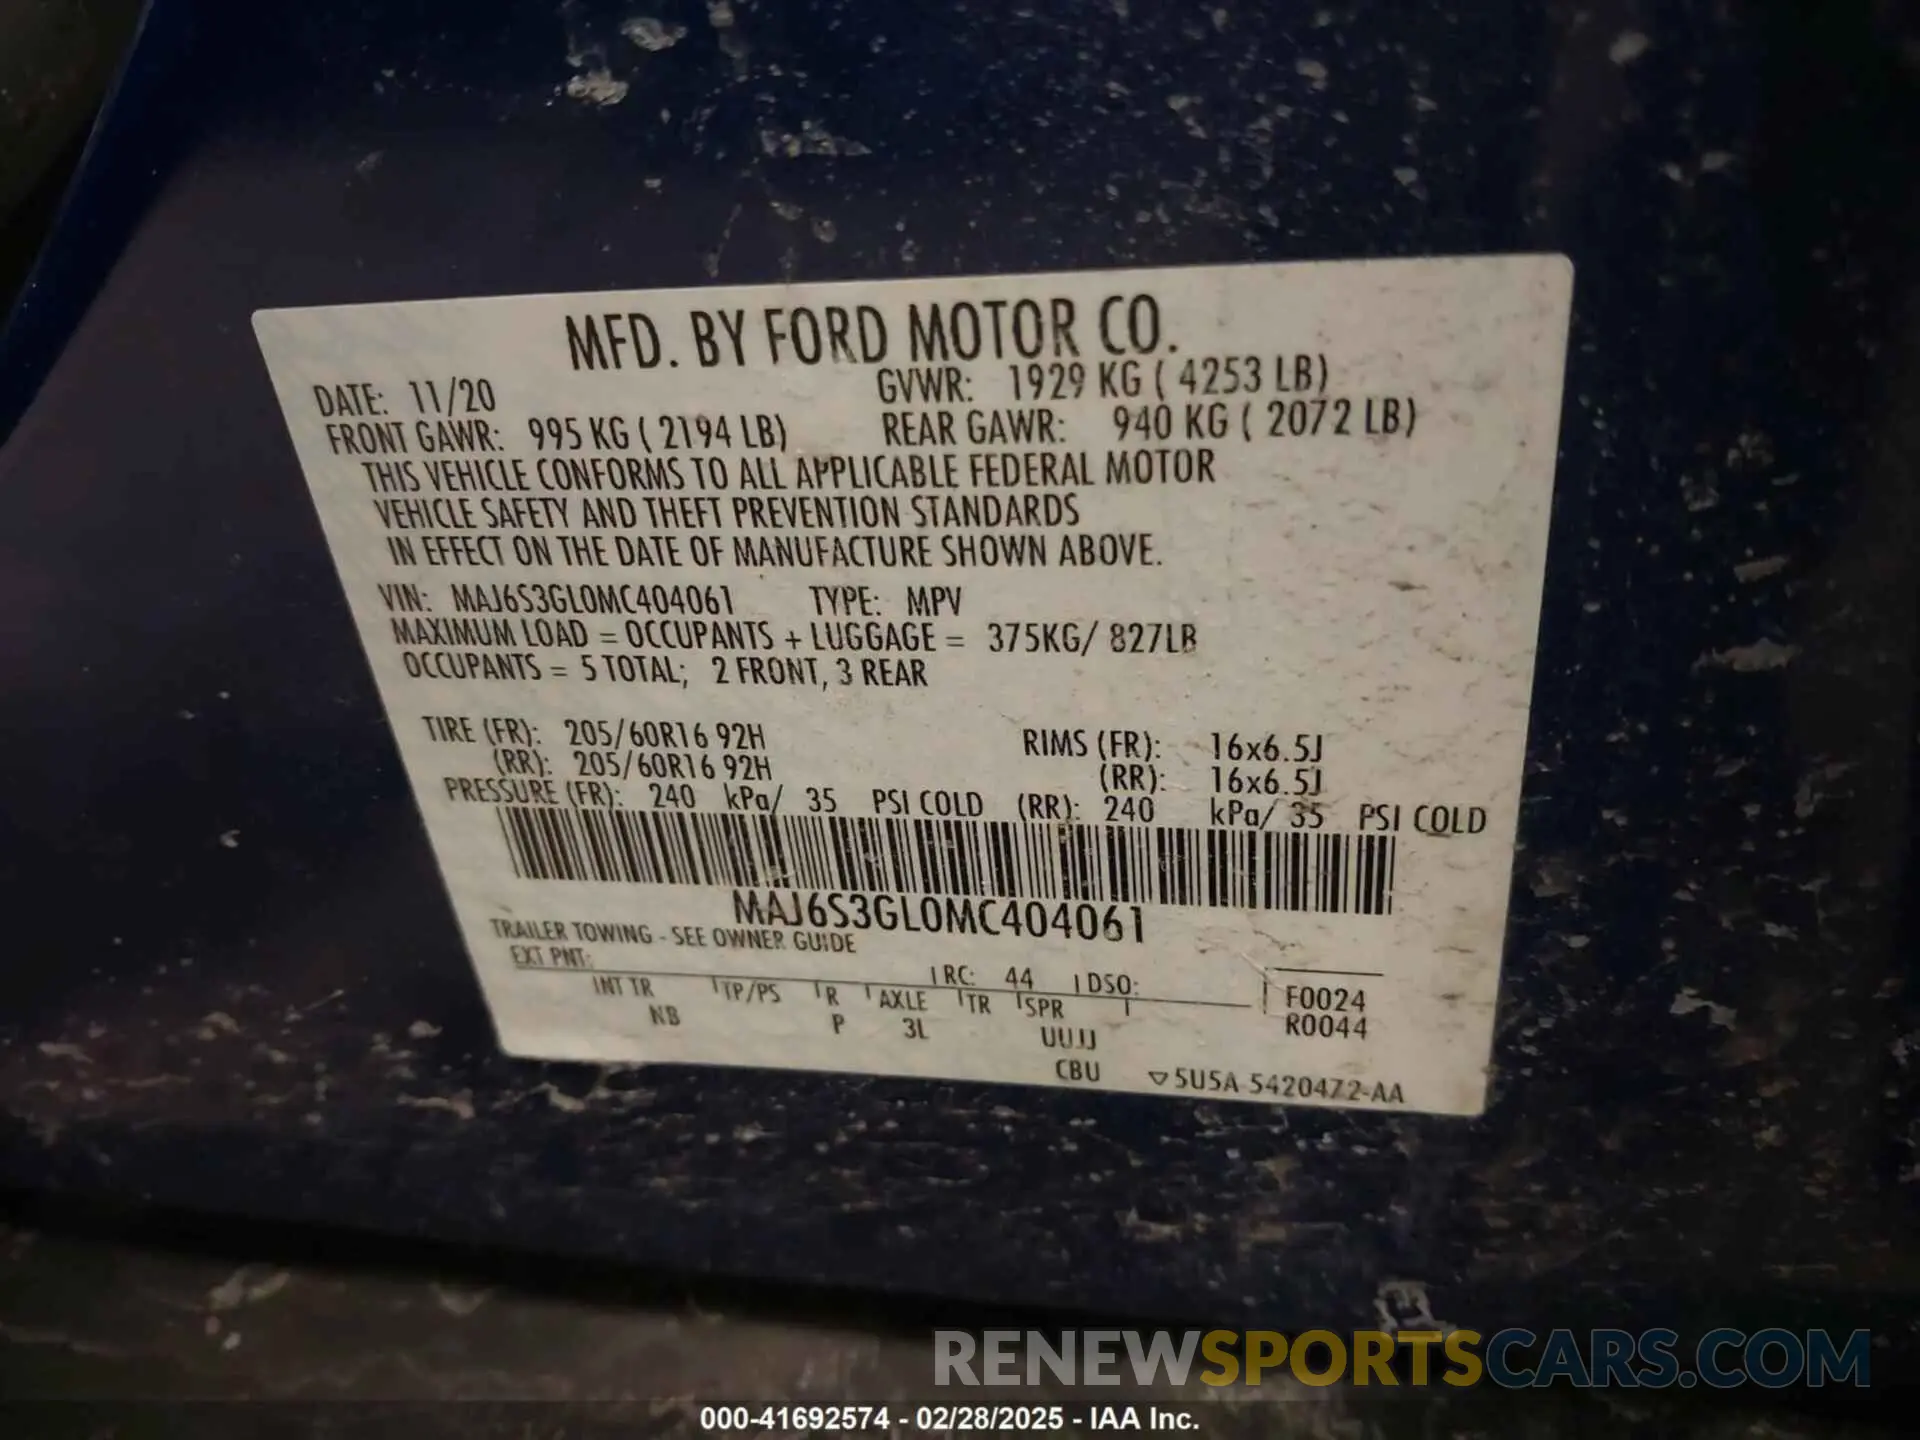 MFD. BY FORD MOTOR CO.
DATE: 11/20 GVWR: 1929 KG ( 4253 LB)
FRONT GAWR: 995 KG ( 2194 LB) REAR GAWR: 940 KG ( 2072 LB)
THIS VEHICLE CONFORMS TO ALL APPLICABLE FEDERAL MOTOR
VEHICLE SAFETY AND THEFT PREVENTION STANDARDS
IN EFFECT ON THE DATE OF MANUFACTURE SHOWN ABOVE.
VIN: MAJ6S3GL0MC404061 TYPE: MPV
MAXIMUM LOAD = OCCUPANTS + LUGGAGE = 375KG/ 827LB
OCCUPANTS = 5 TOTAL; 2 FRONT, 3 REAR
TIRE (FR): 205/60R16 92H RIMS (FR): 16x6.5J
(RR): 205/60R16 92H (RR): 16x6.5J
PRESSURE (FR): 240 kPa/ 35 PSI COLD (RR): 240 kPa/ 35 PSI COLD
MAJ6S3GL0MC404061
TRAILER TOWING - SEE OWNER GUIDE
EXT PNT: RC: 44 DSO:
INT TR TP/PS R AXLE TR SPR F0024
NB P 3L UUJJ R0044
CBU 5U5A-5420472-AA
RENEWSPORTSCARS.COM
000-41692574 - 02/28/2025 - IAA Inc.